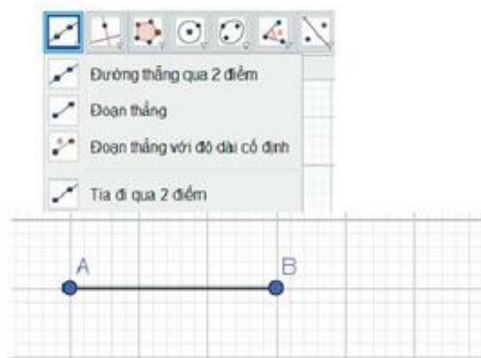 Đường thẳng qua 2 điểm
Đoạn thẳng
Đoạn thẳng với độ dài cố định
Tia đi qua 2 điểm
A
B